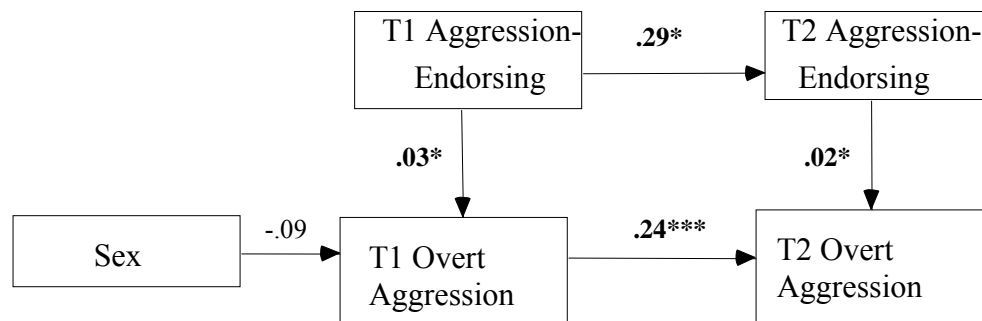 T1 Aggression-
Endorsing
.29*
T2 Aggression-
Endorsing
.03*
.02*
Sex
-.09
T1 Overt
Aggression
.24***
T2 Overt
Aggression